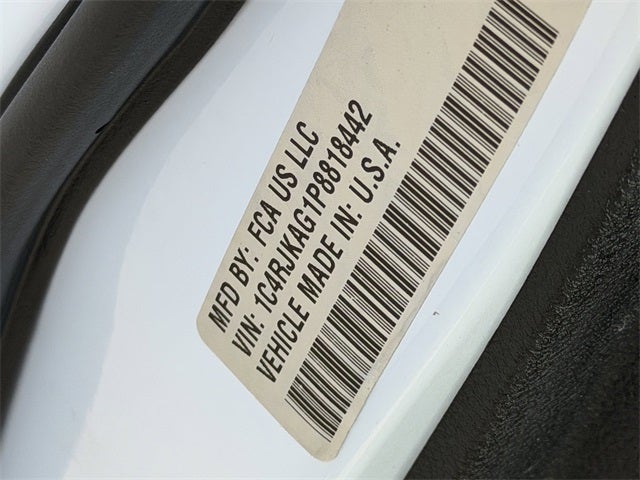 MFD BY: FCA US LLC
VIN: 1C4RJKAG1P8818442
VEHICLE MADE IN: U.S.A.